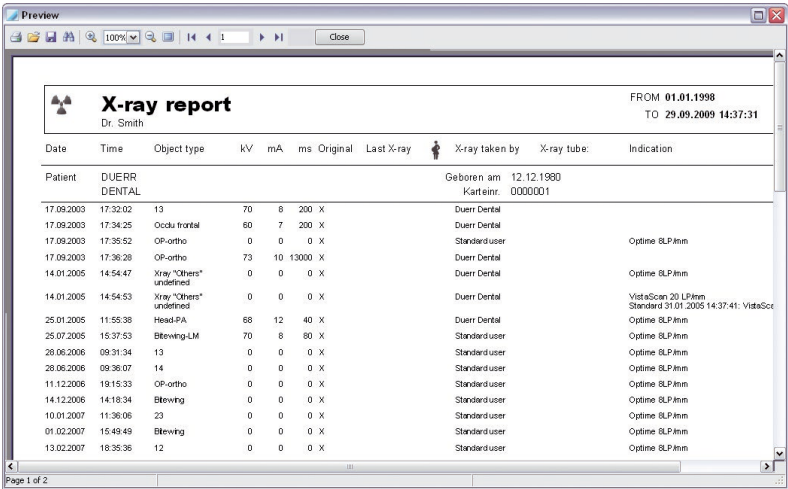 Preview
100% 1 Close
X-ray report
Dr. Smith
FROM 01.01.1998
TO 29.09.2009 14:37:31
Date Time Object type kV mA ms Original Last X-ray X-ray taken by X-ray tube: Indication
Patient DUERR Geboren am 12.12.1980
DENTAL Karteinr. 0000001
17.09.2003 17:32:02 13 70 8 200 X Duerr Dental
17.09.2003 17:34:25 Occlu frontal 60 7 200 X Duerr Dental
17.09.2003 17:35:52 OP-ortho 0 0 0 X Standard user Optime 8LP/mm
17.09.2003 17:36:28 OP-ortho 73 10 13000 X Duerr Dental
14.01.2005 14:54:47 Xray "Others" 0 0 0 X Duerr Dental Optime 8LP/mm
undefined
14.01.2005 14:54:53 Xray "Others" 0 0 0 X Duerr Dental VistaScan 20 LP/mm
undefined Standard 31.01.2005 14:37:41: VistaSca
25.01.2005 11:55:38 Head-PA 68 12 40 X Duerr Dental Optime 8LP/mm
25.07.2005 15:37:53 Bitewing-LM 70 8 80 X Standard user Optime 8LP/mm
28.06.2006 09:31:34 13 0 0 0 X Standard user Optime 8LP/mm
28.06.2006 09:36:07 14 0 0 0 X Standard user Optime 8LP/mm
11.12.2006 19:15:33 OP-ortho 0 0 0 X Standard user Optime 8LP/mm
14.12.2006 14:18:34 Bitewing 0 0 0 X Standard user Optime 8LP/mm
10.01.2007 11:36:06 23 0 0 0 X Standard user Optime 8LP/mm
01.02.2007 15:49:49 Bitewing 0 0 0 X Standard user Optime 8LP/mm
13.02.2007 18:35:36 12 0 0 0 X Standard user Optime 8LP/mm
Page 1 of 2